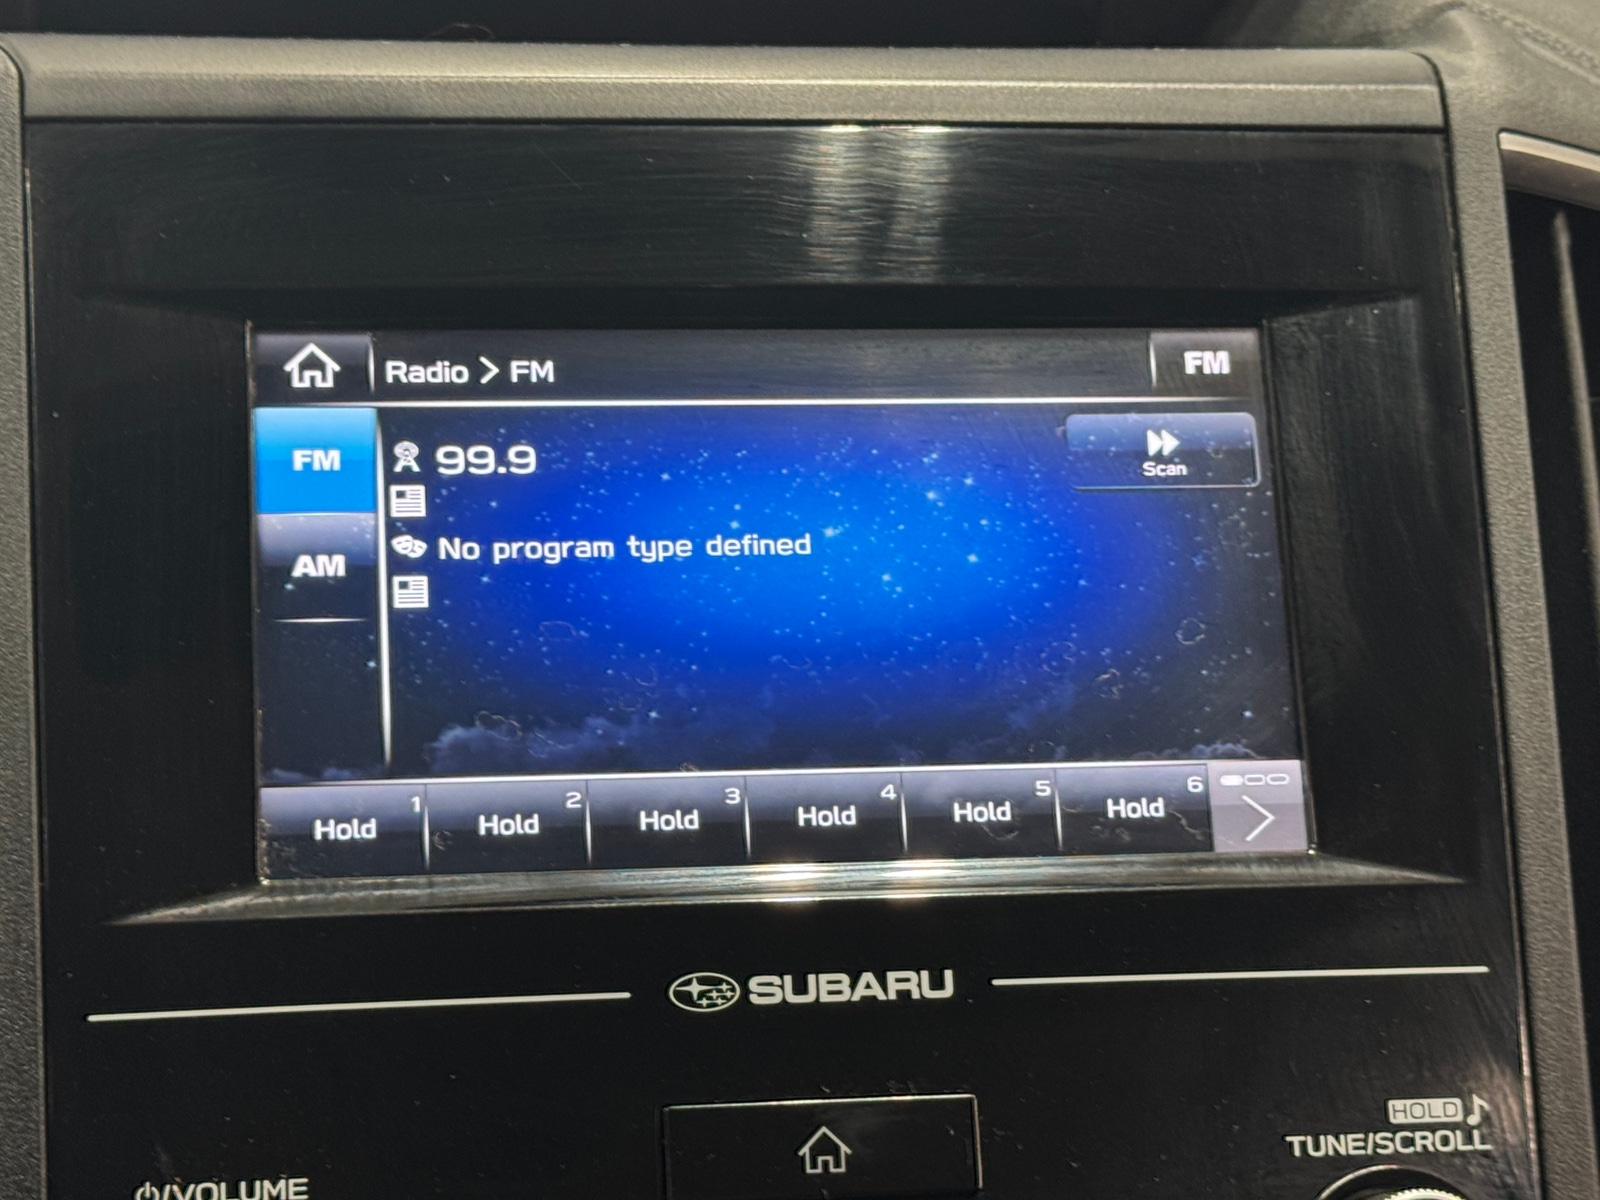 Radio > FM
FM
FM
99.9
Scan
AM
No program type defined
1
Hold
2
Hold
3
Hold
4
Hold
5
Hold
6
Hold
SUBARU
HOLD
TUNE/SCROLL
/VOLUME